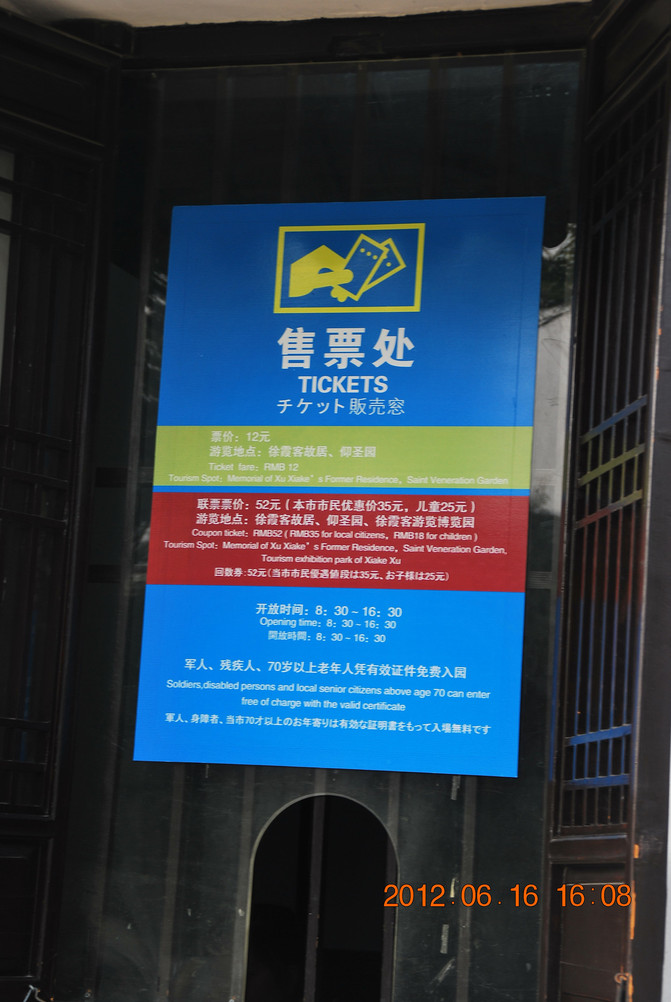 售票处
TICKETS
チケット販売窓
票价：12元
游览地点：徐霞客故居、仰圣园
Ticket fare: RMB 12
Tourism Spot: Memorial of Xu Xiake's Former Residence, Saint Veneration Garden
联票票价：52元（本市市民优惠价35元，儿童25元）
游览地点：徐霞客故居、仰圣园、徐霞客游览博览园
Coupon ticket: RMB52 ( RMB35 for local citizens, RMB18 for children )
Tourism Spot: Memorial of Xu Xiake's Former Residence, Saint Veneration Garden,
Tourism exhibition park of Xiake Xu
回数券:52元(当市市民優遇値段は35元、お子様は25元)
开放时间：8：30～16：30
Opening time: 8：30～16：30
開放時間：8：30～16：30
军人、残疾人、70岁以上老年人凭有效证件免费入园
Soldiers,disabled persons and local senior citizens above age 70 can enter
free of charge with the valid certificate
軍人、身障者、当市70才以上のお年寄りは有効な証明書をもって入場無料です
2012.06.16 16:08